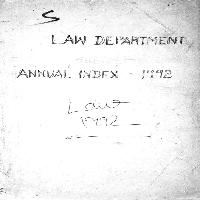 S
LAW DEPARTMENT
ANNUAL INDEX - 1992
Law
1992